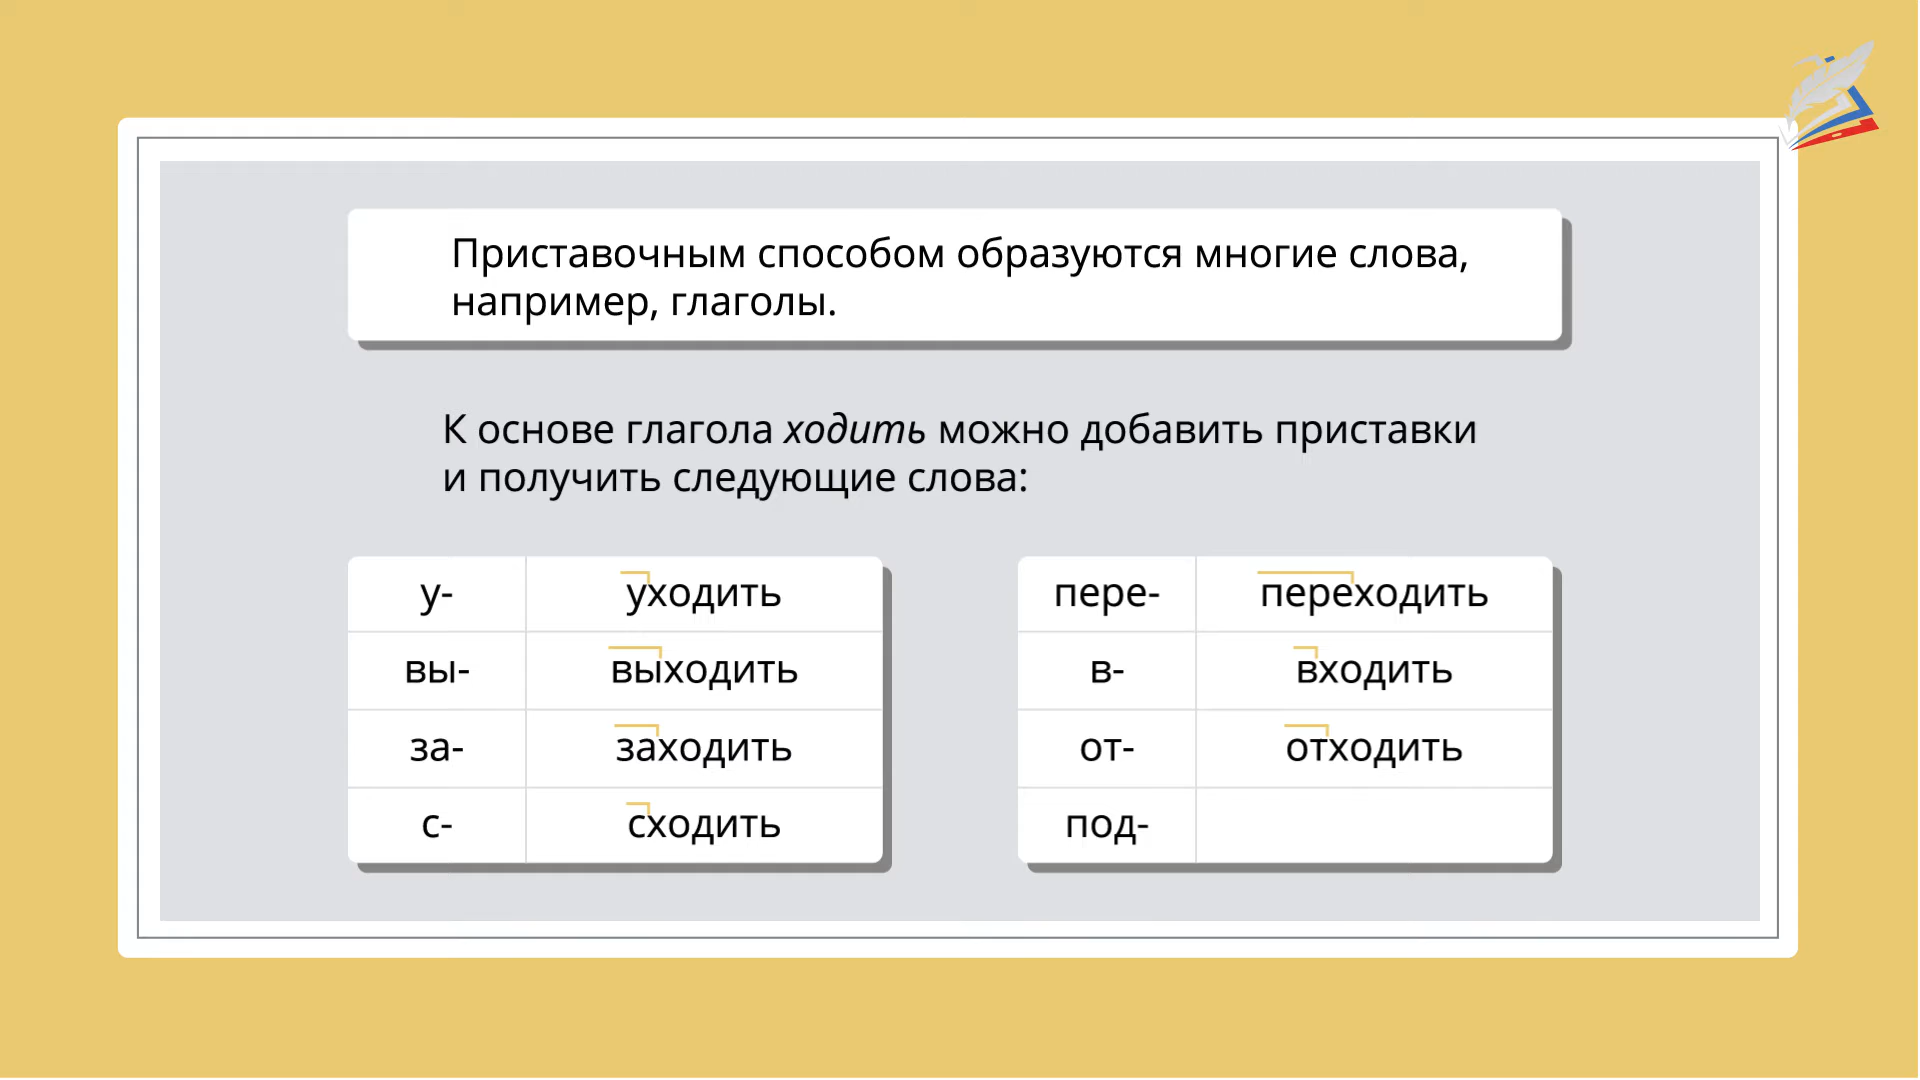 Приставочным способом образуются многие слова,
например, глаголы.
К основе глагола ходить можно добавить приставки
и получить следующие слова:
у- уходить
вы- выходить
за- заходить
с- сходить
пере- переходить
в- входить
от- отходить
под-